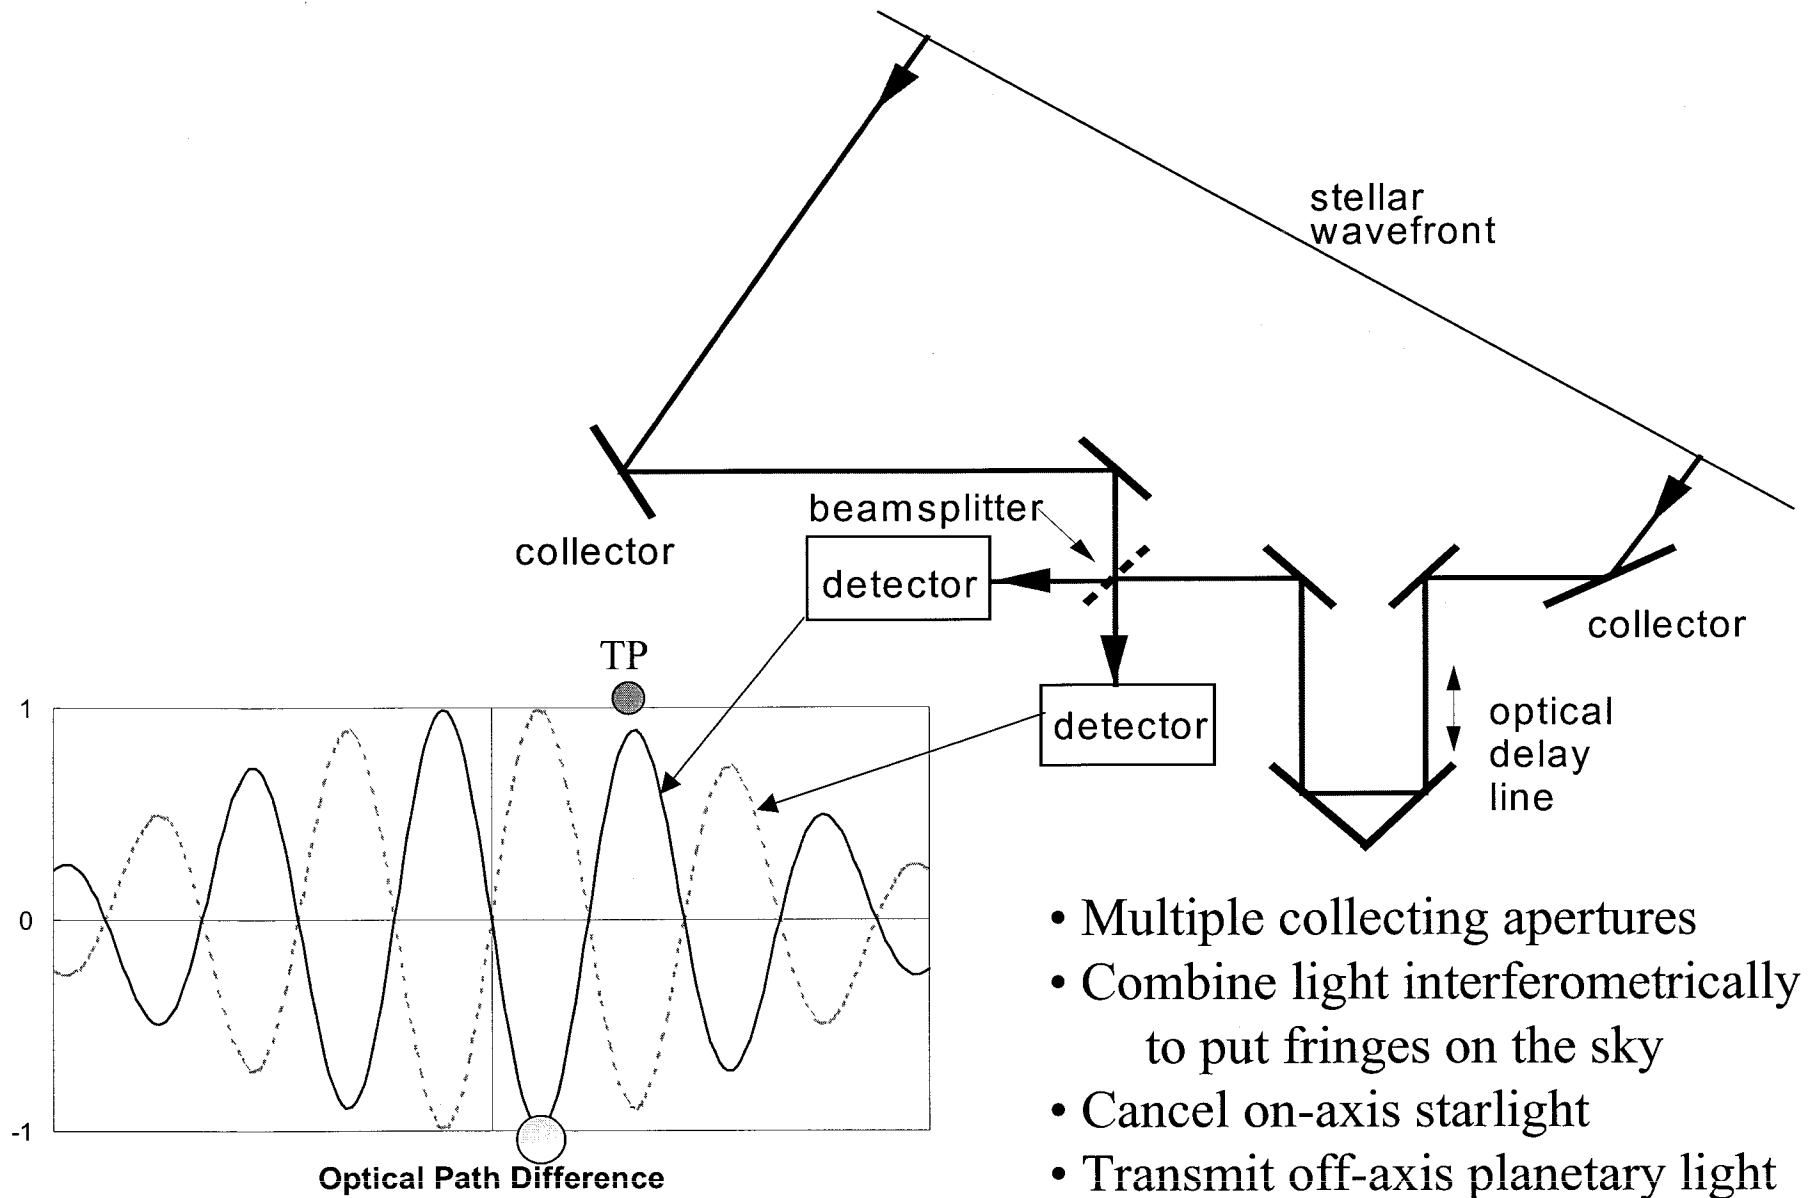 stellar
wavefront
beamsplitter
collector
detector
collector
TP
detector
optical
delay
line
1
0
-1
Optical Path Difference
• Multiple collecting apertures
• Combine light interferometrically
to put fringes on the sky
• Cancel on-axis starlight
• Transmit off-axis planetary light